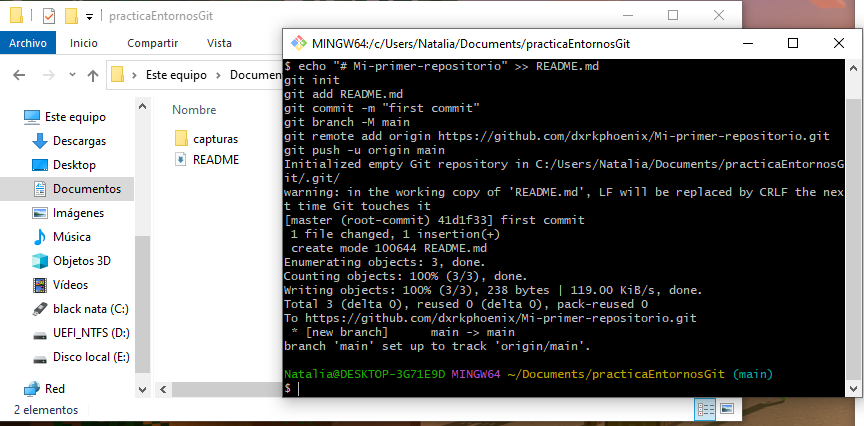 practicaEntornosGit
Archivo
Inicio
Compartir
Vista
Este equipo
Documen
Nombre
Este equipo
Descargas
Desktop
Documentos
Imágenes
Música
Objetos 3D
Vídeos
black nata (C:)
UEFI_NTFS (D:)
Disco local (E:)
Red
capturas
README
2 elementos
MINGW64:/c/Users/Natalia/Documents/practicaEntornosGit
$ echo "# Mi-primer-repositorio" >> README.md
git init
git add README.md
git commit -m "first commit"
git branch -M main
git remote add origin https://github.com/dxrkphoenix/Mi-primer-repositorio.git
git push -u origin main
Initialized empty Git repository in C:/Users/Natalia/Documents/practicaEntornosG
it/.git/
warning: in the working copy of 'README.md', LF will be replaced by CRLF the nex
t time Git touches it
[master (root-commit) 41d1f33] first commit
1 file changed, 1 insertion(+)
create mode 100644 README.md
Enumerating objects: 3, done.
Counting objects: 100% (3/3), done.
Writing objects: 100% (3/3), 238 bytes | 119.00 KiB/s, done.
Total 3 (delta 0), reused 0 (delta 0), pack-reused 0
To https://github.com/dxrkphoenix/Mi-primer-repositorio.git
* [new branch]      main -> main
branch 'main' set up to track 'origin/main'.
Natalia@DESKTOP-3G71E9D MINGW64 ~/Documents/practicaEntornosGit (main)
$